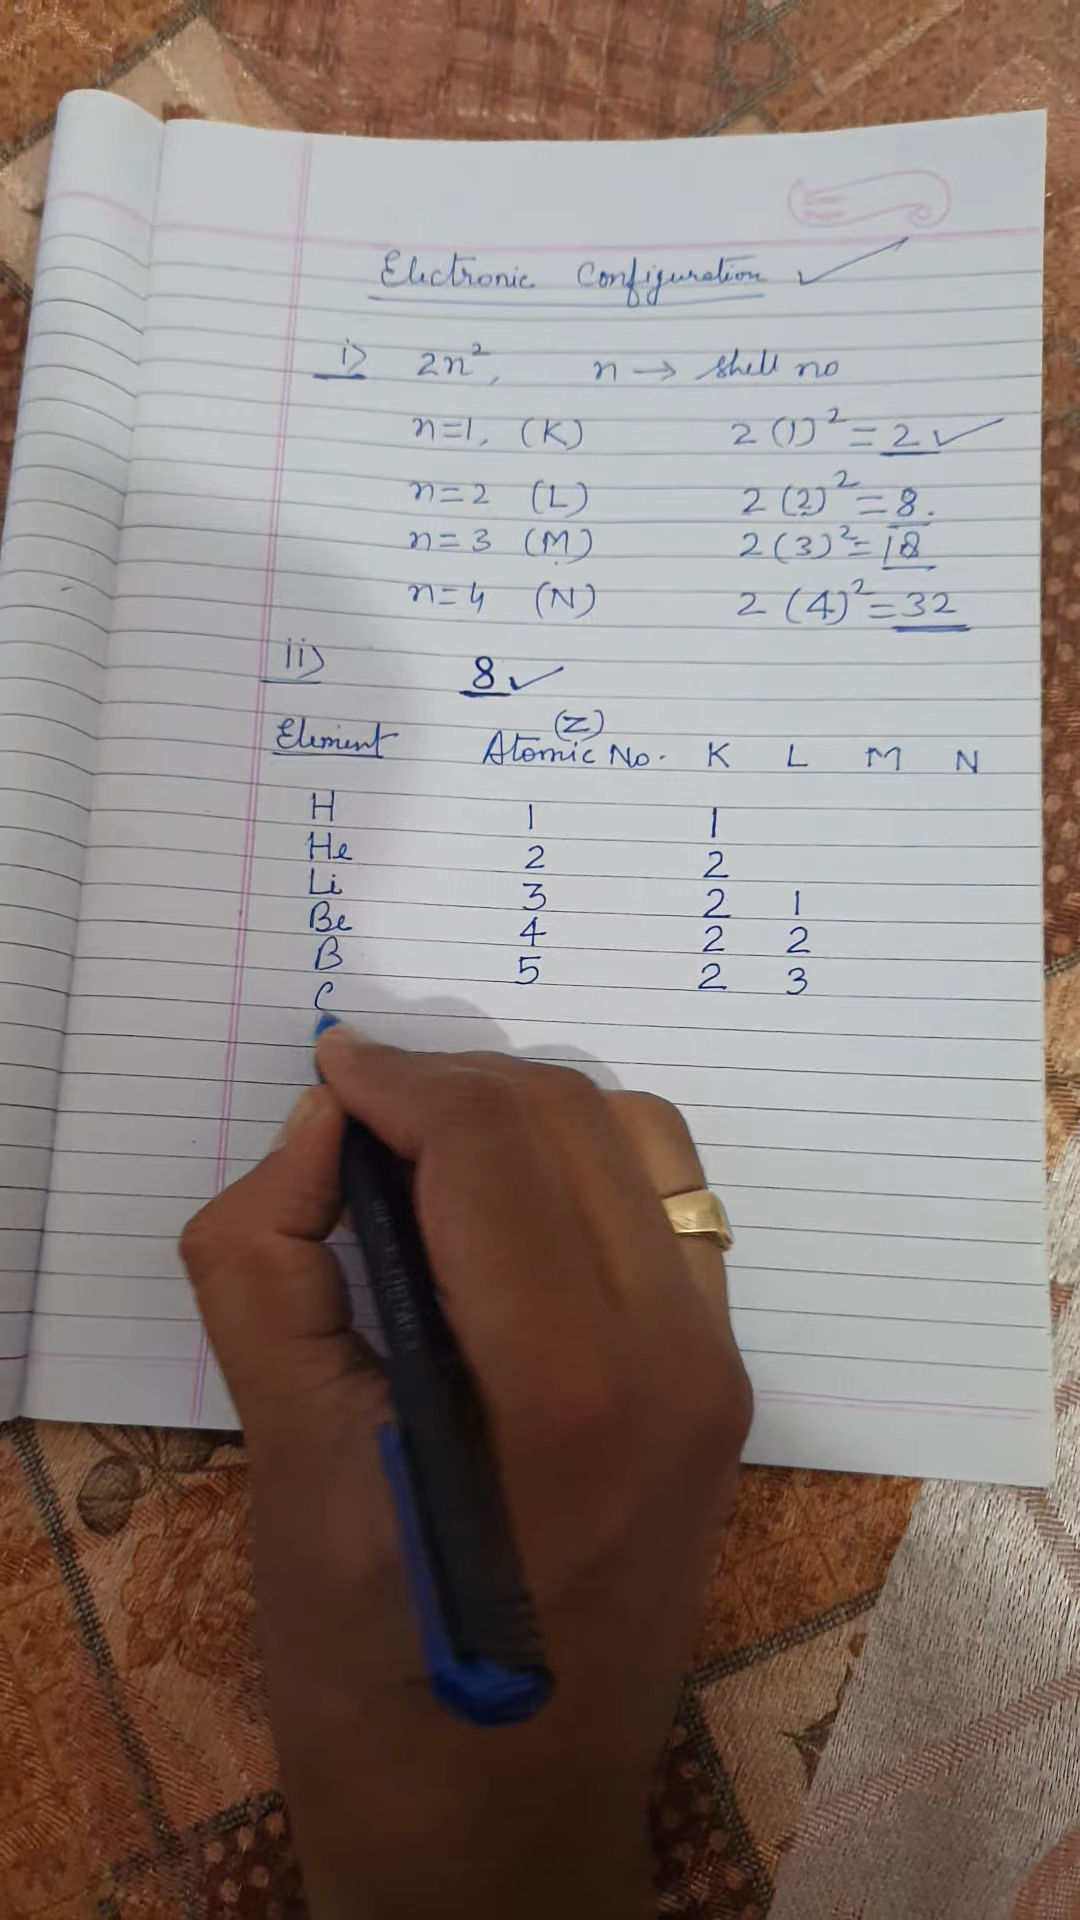 Electronic Configuration ✓
i) 2n², n → shell no
n=1, (K) 2 (1)² = 2 ✓
n=2 (L) 2 (2)² = 8.
n=3 (M) 2 (3)² = 18
n=4 (N) 2 (4)² = 32
ii) 8 ✓
(Z)
Element Atomic No. K L M N
H 1 1
He 2 2
Li 3 2 1
Be 4 2 2
B 5 2 3
C